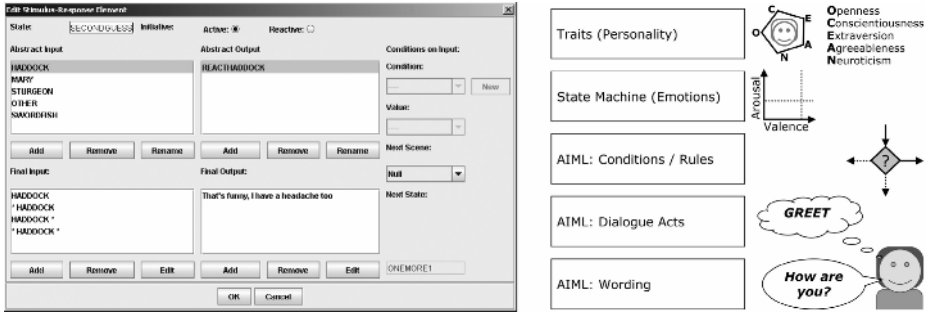 Edit Stimulus-Response Element
State: SECONDGUESS Initiative: Active: Reactive:
Abstract Input Abstract Output Conditions on Input:
HADDOCK
MARY
STURGEON
OTHER
SWORDFISH
REACTHADDOCK
Condition:
---- New
Value:
----
Add Remove Rename Add Remove Rename
Next Scene:
Final Input: Final Output:
Null
HADDOCK
* HADDOCK
HADDOCK *
* HADDOCK *
That's funny, I have a headache too
Next State:
Add Remove Edit Add Remove Edit
ONEMORE1
OK Cancel
Traits (Personality)
C
E
O
A
N
Openness
Conscientiousness
Extraversion
Agreeableness
Neuroticism
State Machine (Emotions)
Arousal
Valence
AIML: Conditions / Rules
?
AIML: Dialogue Acts
GREET
AIML: Wording
How are
you?